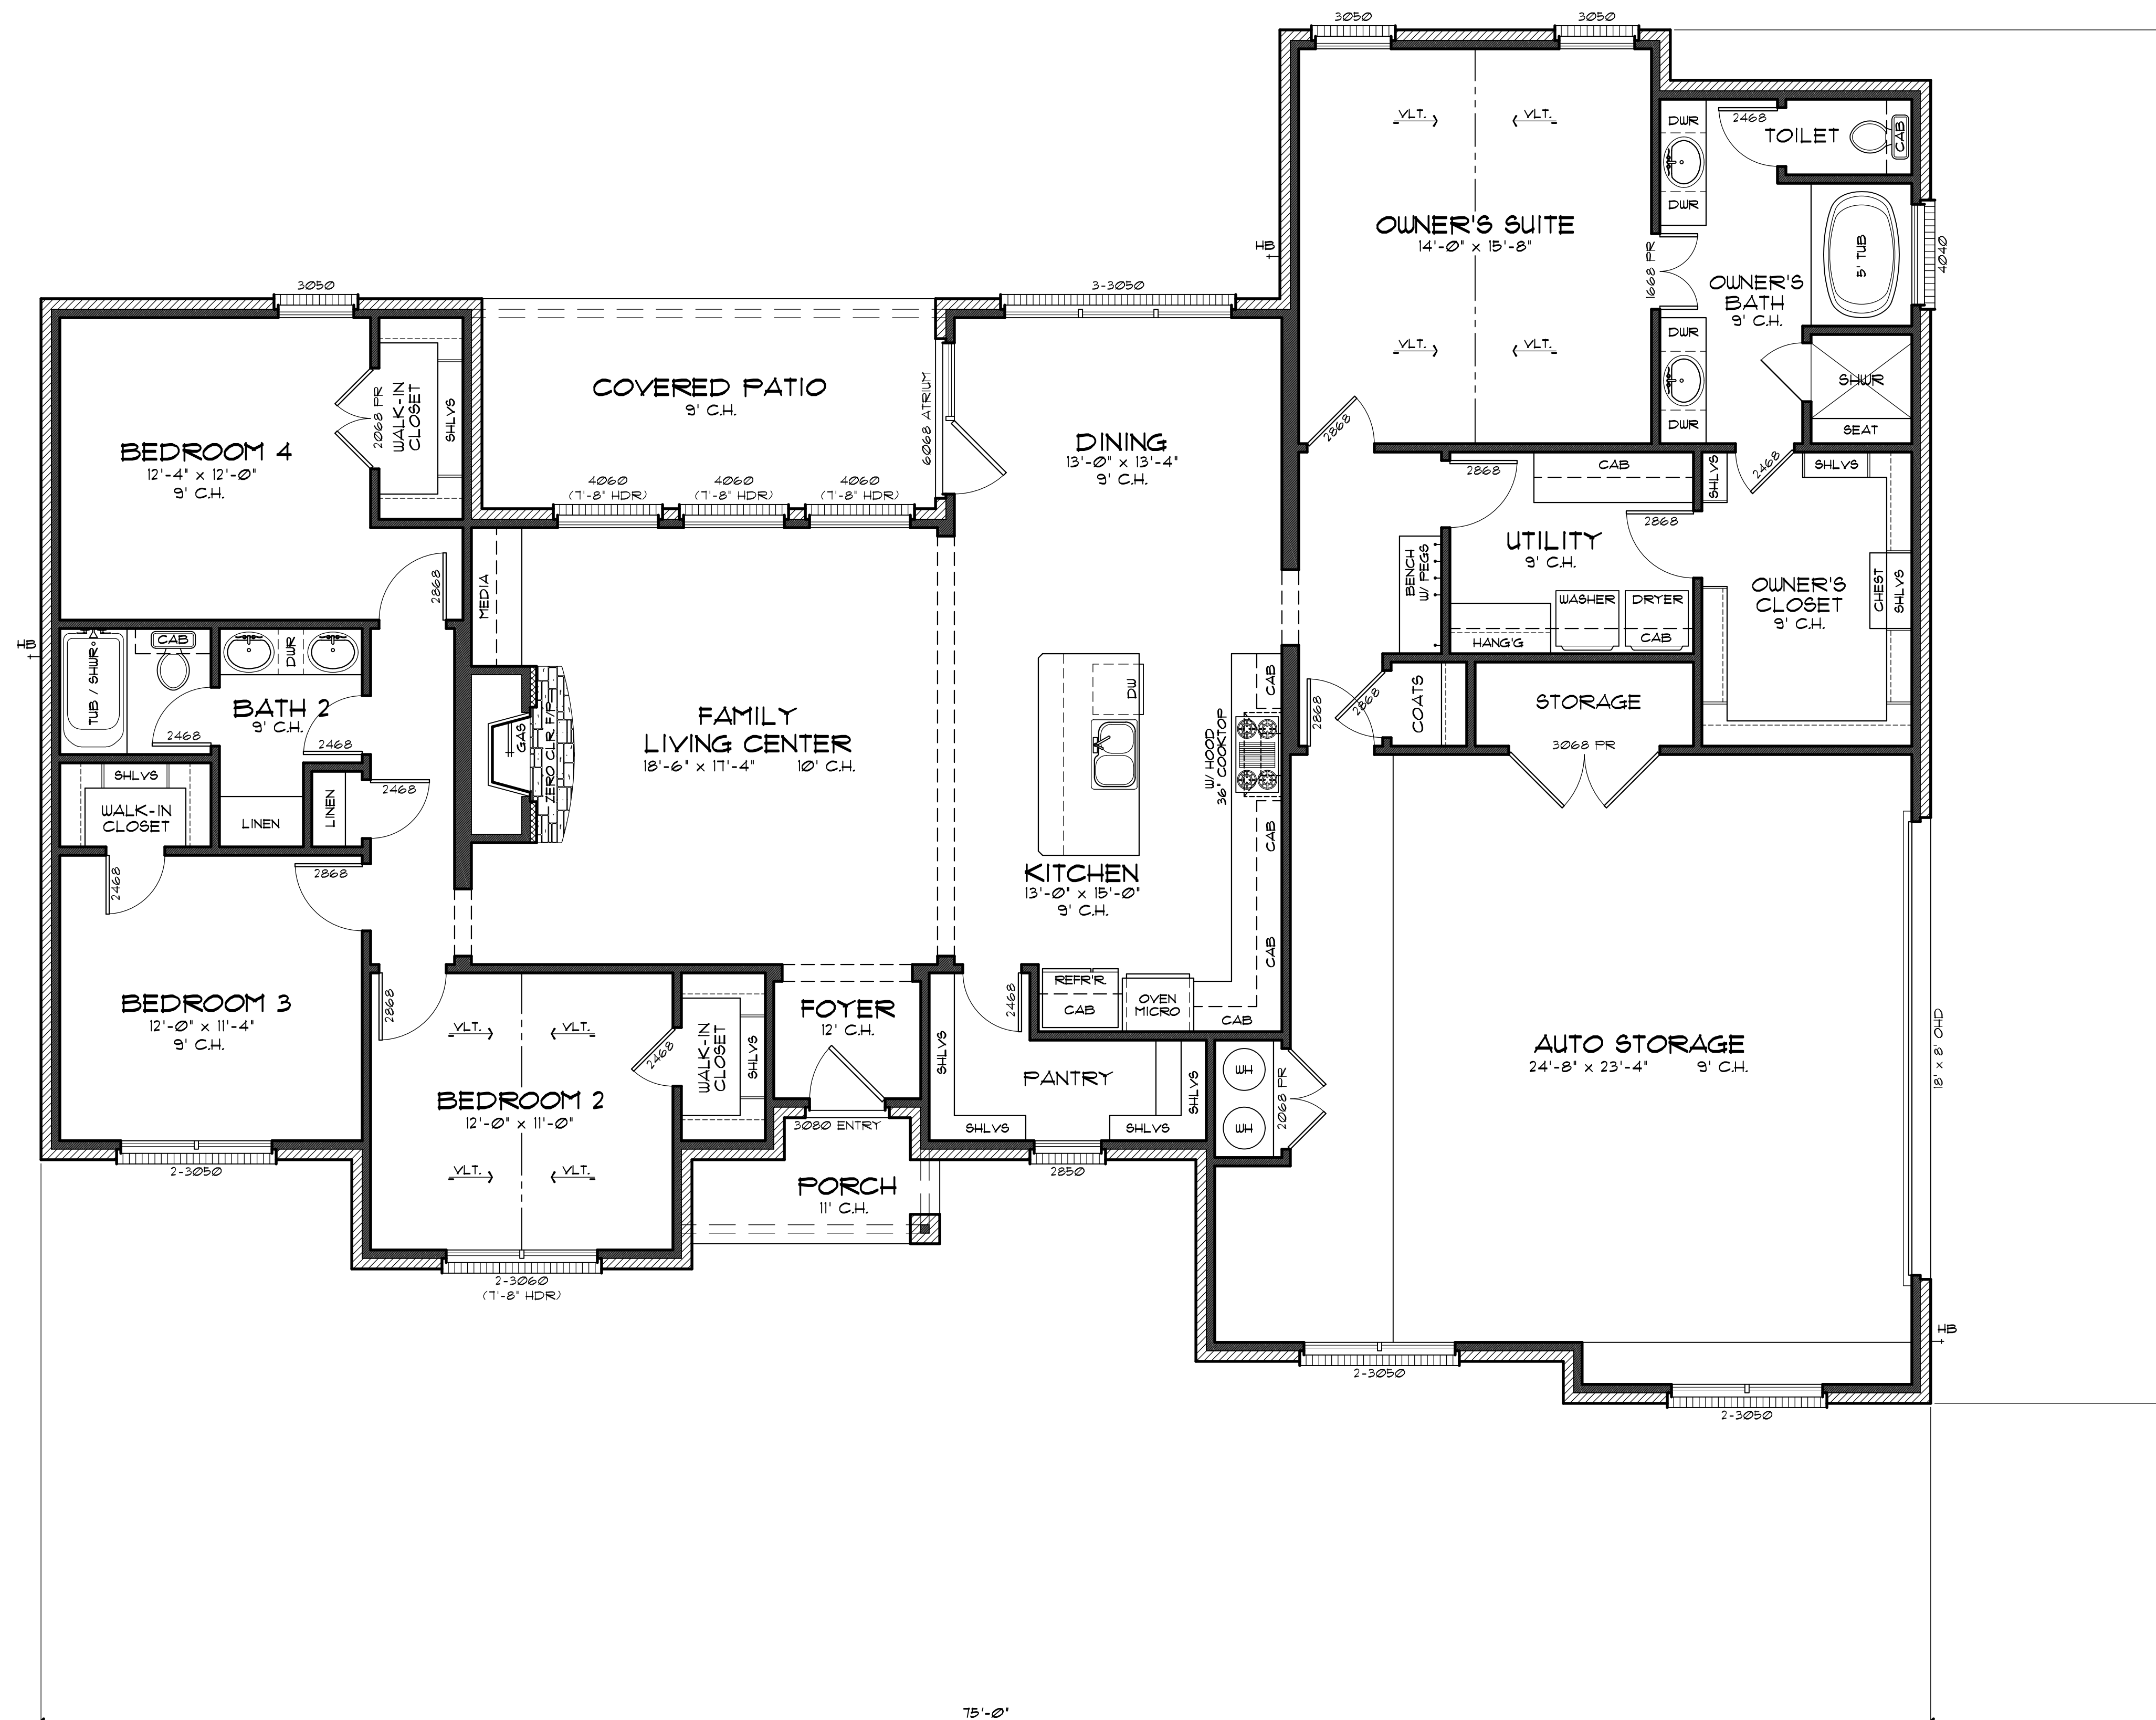 3050
3050
VLT.
VLT.
DWR
2468
TOILET
CAB
DWR
OWNER'S SUITE
14'-0" x 15'-8"
HB
1668 PR
5' TUB
4040
OWNER'S
BATH
9' C.H.
3050
3-3050
VLT.
VLT.
DWR
SHWR
DWR
SEAT
COVERED PATIO
9' C.H.
6068 ATRIUM
2068 PR
WALK-IN
CLOSET
SHLVS
BEDROOM 4
12'-4" x 12'-0"
9' C.H.
DINING
13'-0" x 13'-4"
9' C.H.
4060
(7'-8" HDR)
4060
(7'-8" HDR)
4060
(7'-8" HDR)
2868
2868
CAB
SHLVS
2468
SHLVS
2868
UTILITY
9' C.H.
BENCH
W/ PEGS
OWNER'S
CLOSET
9' C.H.
CHEST
SHLVS
WASHER
DRYER
HANG'G
CAB
MEDIA
2868
HB
TUB / SHWR
CAB
DWR
BATH 2
9' C.H.
2468
2468
FAMILY
LIVING CENTER
18'-6" x 17'-4" 10' C.H.
GAS
ZERO CLR. F/P
DW
CAB
W/ HOOD
36" COOKTOP
2868
2868
COATS
STORAGE
3068 PR
SHLVS
WALK-IN
CLOSET
LINEN
LINEN
2468
CAB
2468
2868
KITCHEN
13'-0" x 15'-0"
9' C.H.
CAB
BEDROOM 3
12'-0" x 11'-4"
9' C.H.
2868
VLT.
VLT.
2468
WALK-IN
CLOSET
SHLVS
FOYER
12' C.H.
2468
SHLVS
REFR'R
CAB
OVEN
MICRO
CAB
AUTO STORAGE
24'-8" x 23'-4" 9' C.H.
18' x 8' OHD
BEDROOM 2
12'-0" x 11'-0"
PANTRY
SHLVS
WH
WH
2068 PR
3080 ENTRY
SHLVS
SHLVS
2-3050
VLT.
VLT.
2850
PORCH
11' C.H.
2-3060
(7'-8" HDR)
HB
2-3050
2-3050
75'-0"